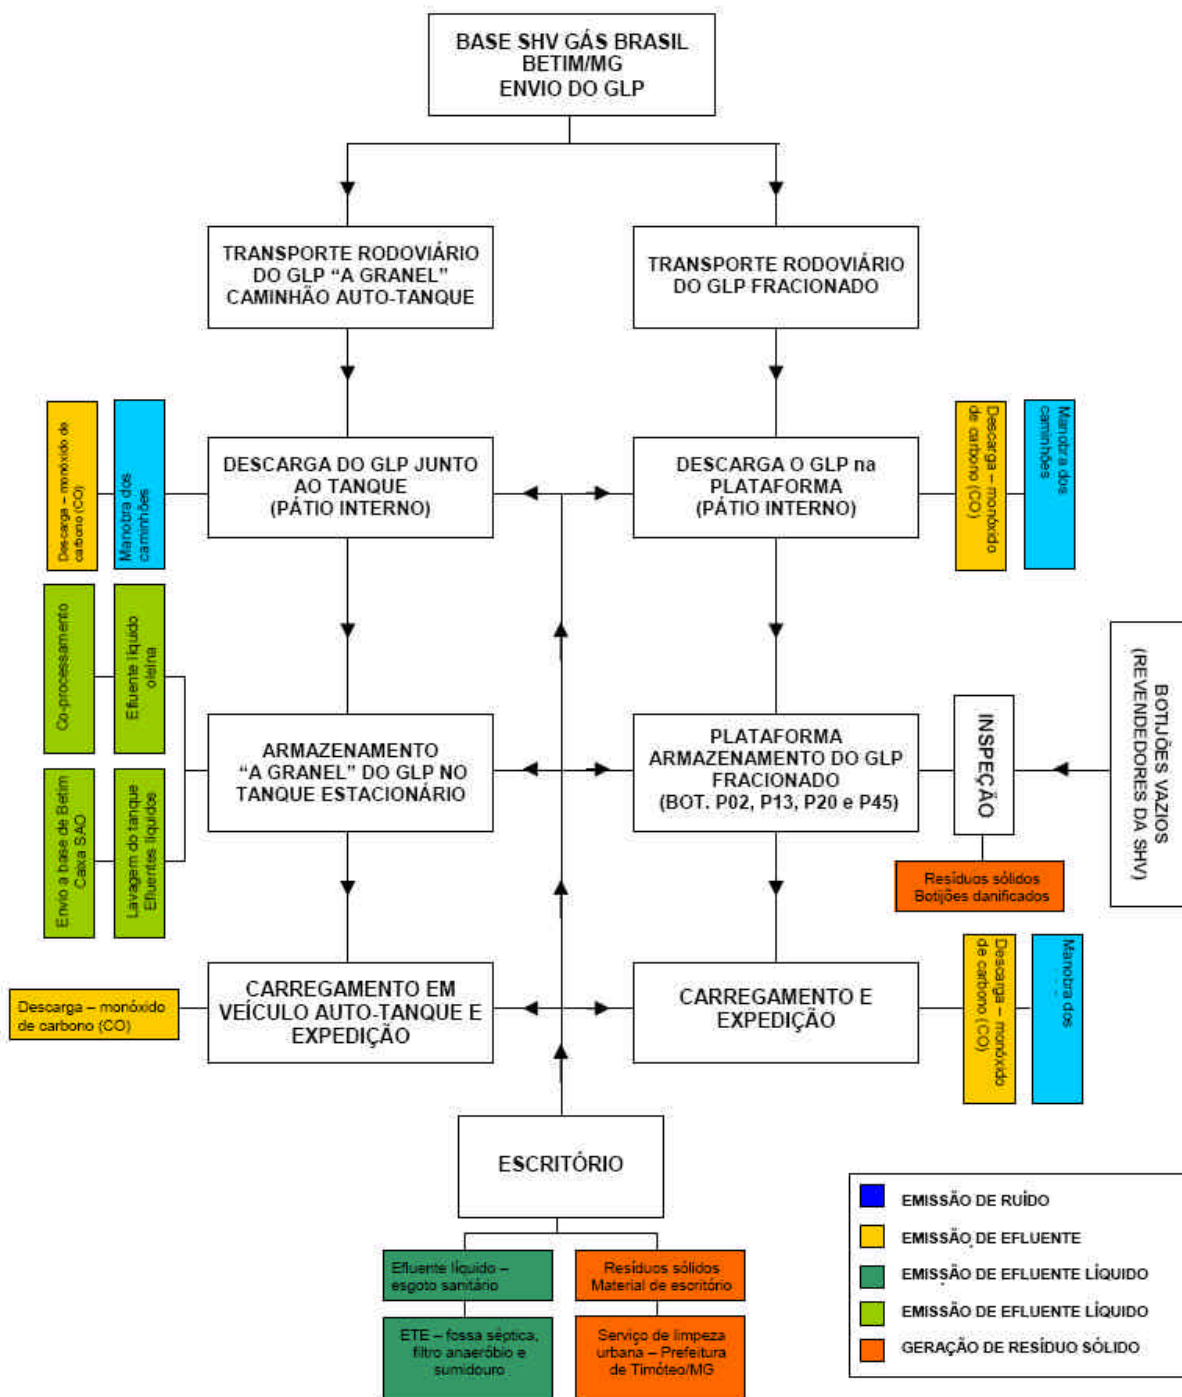 BASE SHV GÁS BRASIL
BETIM/MG
ENVIO DO GLP
TRANSPORTE RODOVIÁRIO
DO GLP “A GRANEL”
CAMINHÃO AUTO-TANQUE
TRANSPORTE RODOVIÁRIO
DO GLP FRACIONADO
Descarga – monóxido de
carbono (CO)
Manobra dos
caminhões
DESCARGA DO GLP JUNTO
AO TANQUE
(PÁTIO INTERNO)
DESCARGA O GLP na
PLATAFORMA
(PÁTIO INTERNO)
Descarga – monóxido
de carbono (CO)
Manobra dos
caminhões
Co-processamento
Efluente líquido
oleína
Envio a base de Betim
Caixa SAO
Lavagem do tanque
Efluentes líquidos
ARMAZENAMENTO
“A GRANEL” DO GLP NO
TANQUE ESTACIONÁRIO
PLATAFORMA
ARMAZENAMENTO DO GLP
FRACIONADO
(BOT. P02, P13, P20 e P45)
INSPEÇÃO
BOTIJÕES VAZIOS
(REVENDEDORES DA SHV)
Resíduos sólidos
Botijões danificados
Descarga – monóxido
de carbono (CO)
CARREGAMENTO EM
VEÍCULO AUTO-TANQUE E
EXPEDIÇÃO
CARREGAMENTO E
EXPEDIÇÃO
Descarga – monóxido
de carbono (CO)
Manobra dos
ESCRITÓRIO
Efluente líquido –
esgoto sanitário
Resíduos sólidos
Material de escritório
ETE – fossa séptica,
filtro anaeróbio e
sumidouro
Serviço de limpeza
urbana – Prefeitura
de Timóteo/MG
EMISSÃO DE RUÍDO
EMISSÃO DE EFLUENTE
EMISSÃO DE EFLUENTE LÍQUIDO
EMISSÃO DE EFLUENTE LÍQUIDO
GERAÇÃO DE RESÍDUO SÓLIDO